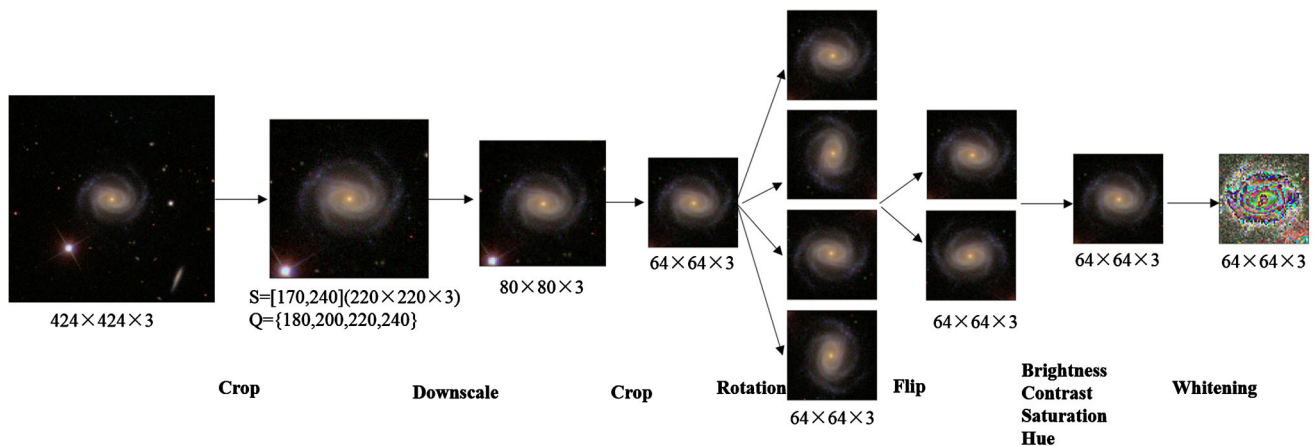 424×424×3
S=[170,240](220×220×3)
Q={180,200,220,240}
80×80×3
64×64×3
64×64×3
64×64×3
64×64×3
64×64×3
Crop
Downscale
Crop
Rotation
Flip
Brightness
Contrast
Saturation
Hue
Whitening